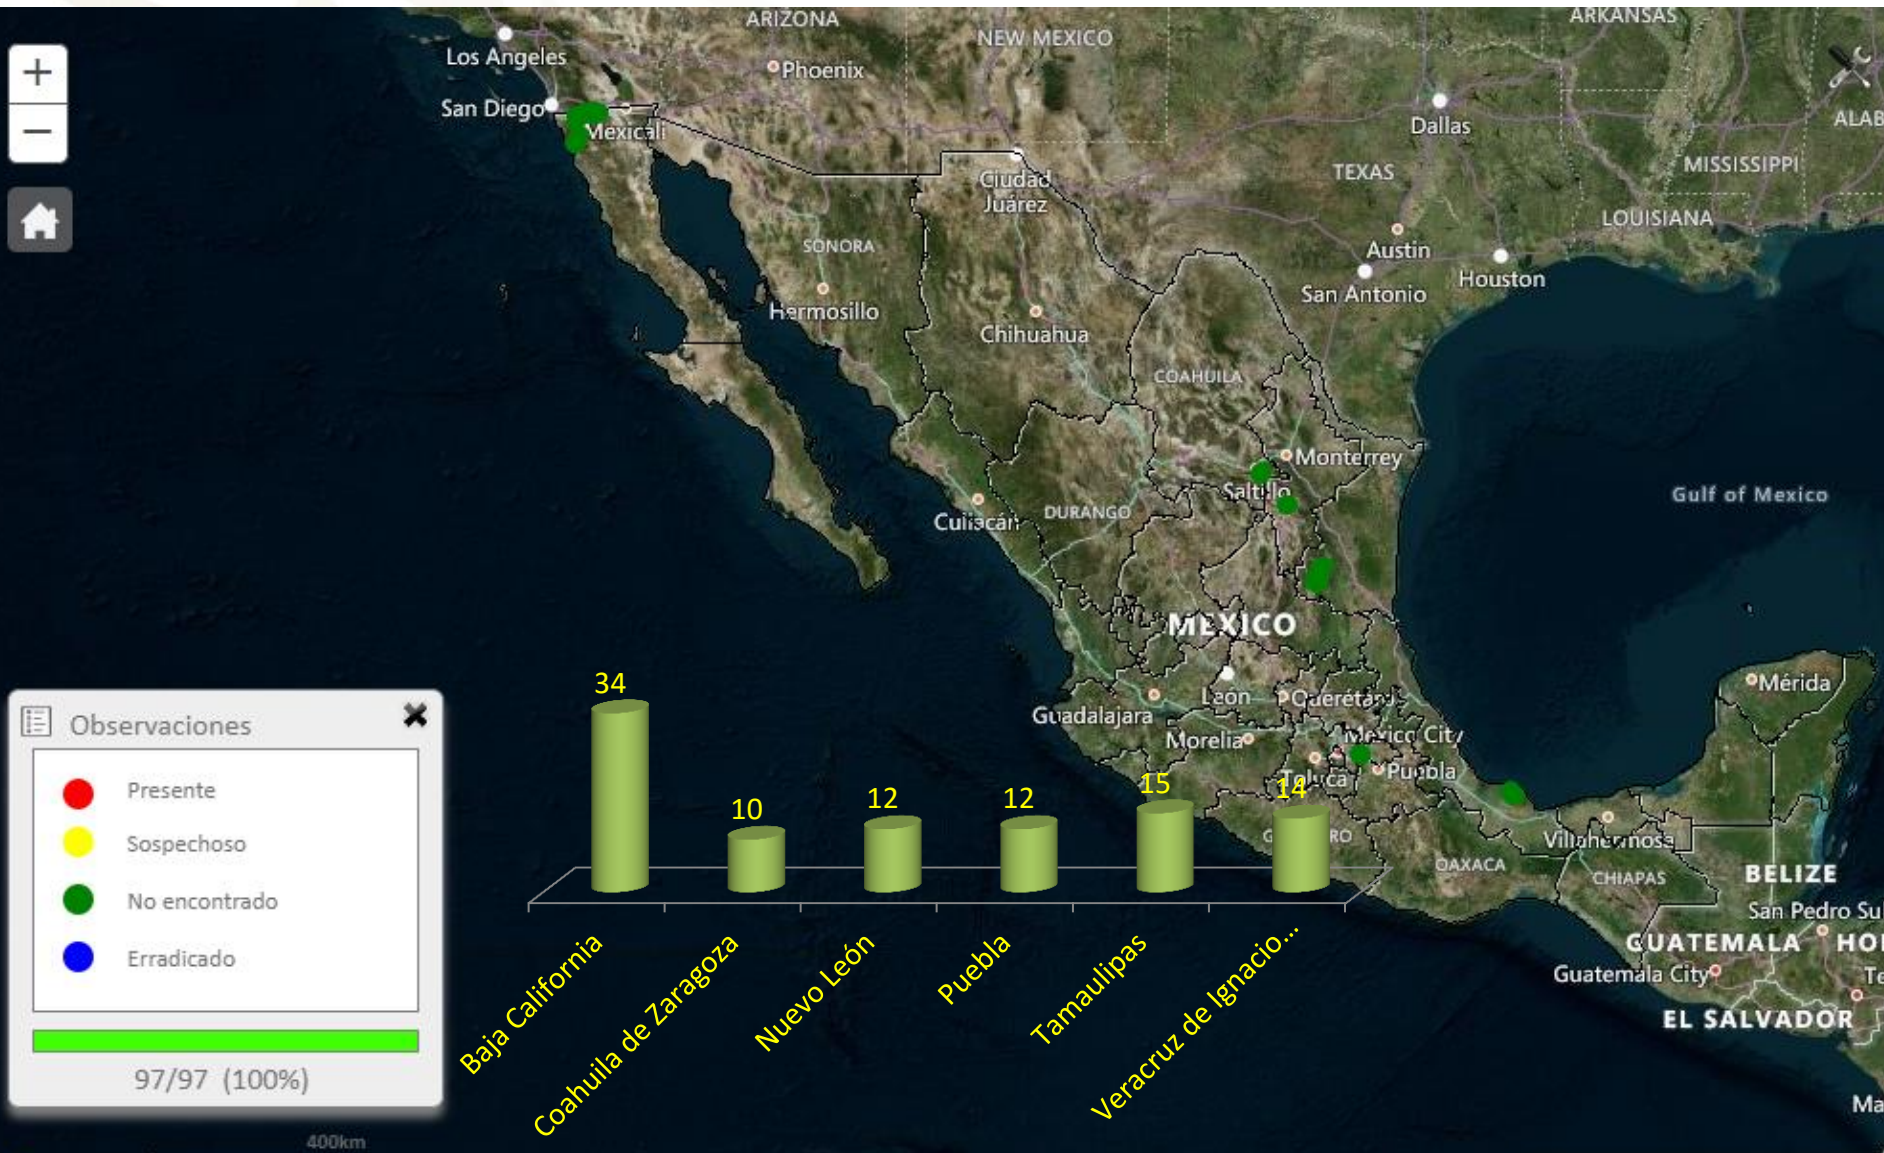 ARIZONA
ARKANSAS
NEW MEXICO
Los Angeles
Phoenix
San Diego
Mexicali
Dallas
ALAB
TEXAS
MISSISSIPPI
Ciudad
Juárez
LOUISIANA
SONORA
Austin
Houston
San Antonio
Hermosillo
Chihuahua
COAHUILA
Monterrey
Saltillo
Gulf of Mexico
Culiacán
DURANGO
MEXICO
León
Querétaro
Mérida
Guadalajara
Morelia
Mexico City
Toluca
Puebla
Villahermosa
OAXACA
CHIAPAS
BELIZE
San Pedro Su
GUATEMALA
HO
Guatemala City
Te
EL SALVADOR
Ma
+
−
Observaciones
Presente
Sospechoso
No encontrado
Erradicado
97/97 (100%)
400km
34
10
12
12
15
14
Baja California
Coahuila de Zaragoza
Nuevo León
Puebla
Tamaulipas
Veracruz de Ignacio...